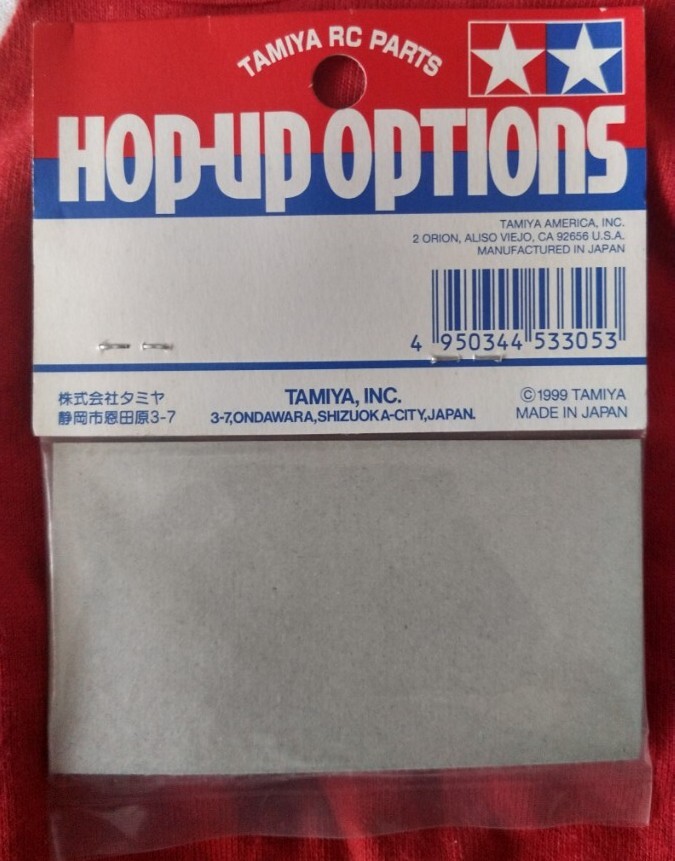 TAMIYA RC PARTS
HOP-UP OPTIONS
TAMIYA AMERICA, INC.
2 ORION, ALISO VIEJO, CA 92656 U.S.A.
MANUFACTURED IN JAPAN
4 950344 533053
株式会社タミヤ
静岡市恩田原3-7
TAMIYA, INC.
3-7,ONDAWARA,SHIZUOKA-CITY,JAPAN.
©1999 TAMIYA
MADE IN JAPAN